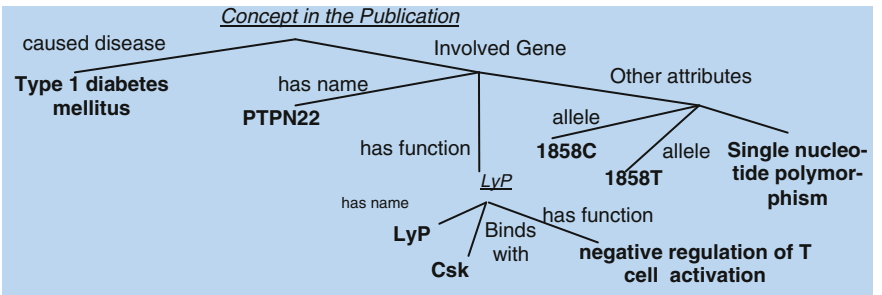 Concept in the Publication
caused disease
Involved Gene
Type 1 diabetes
mellitus
has name
Other attributes
PTPN22
allele
has function
1858C
allele
Single nucleo-
tide polymor-
phism
1858T
LyP
has name
has function
LyP
Binds
with
Csk
negative regulation of T
cell activation